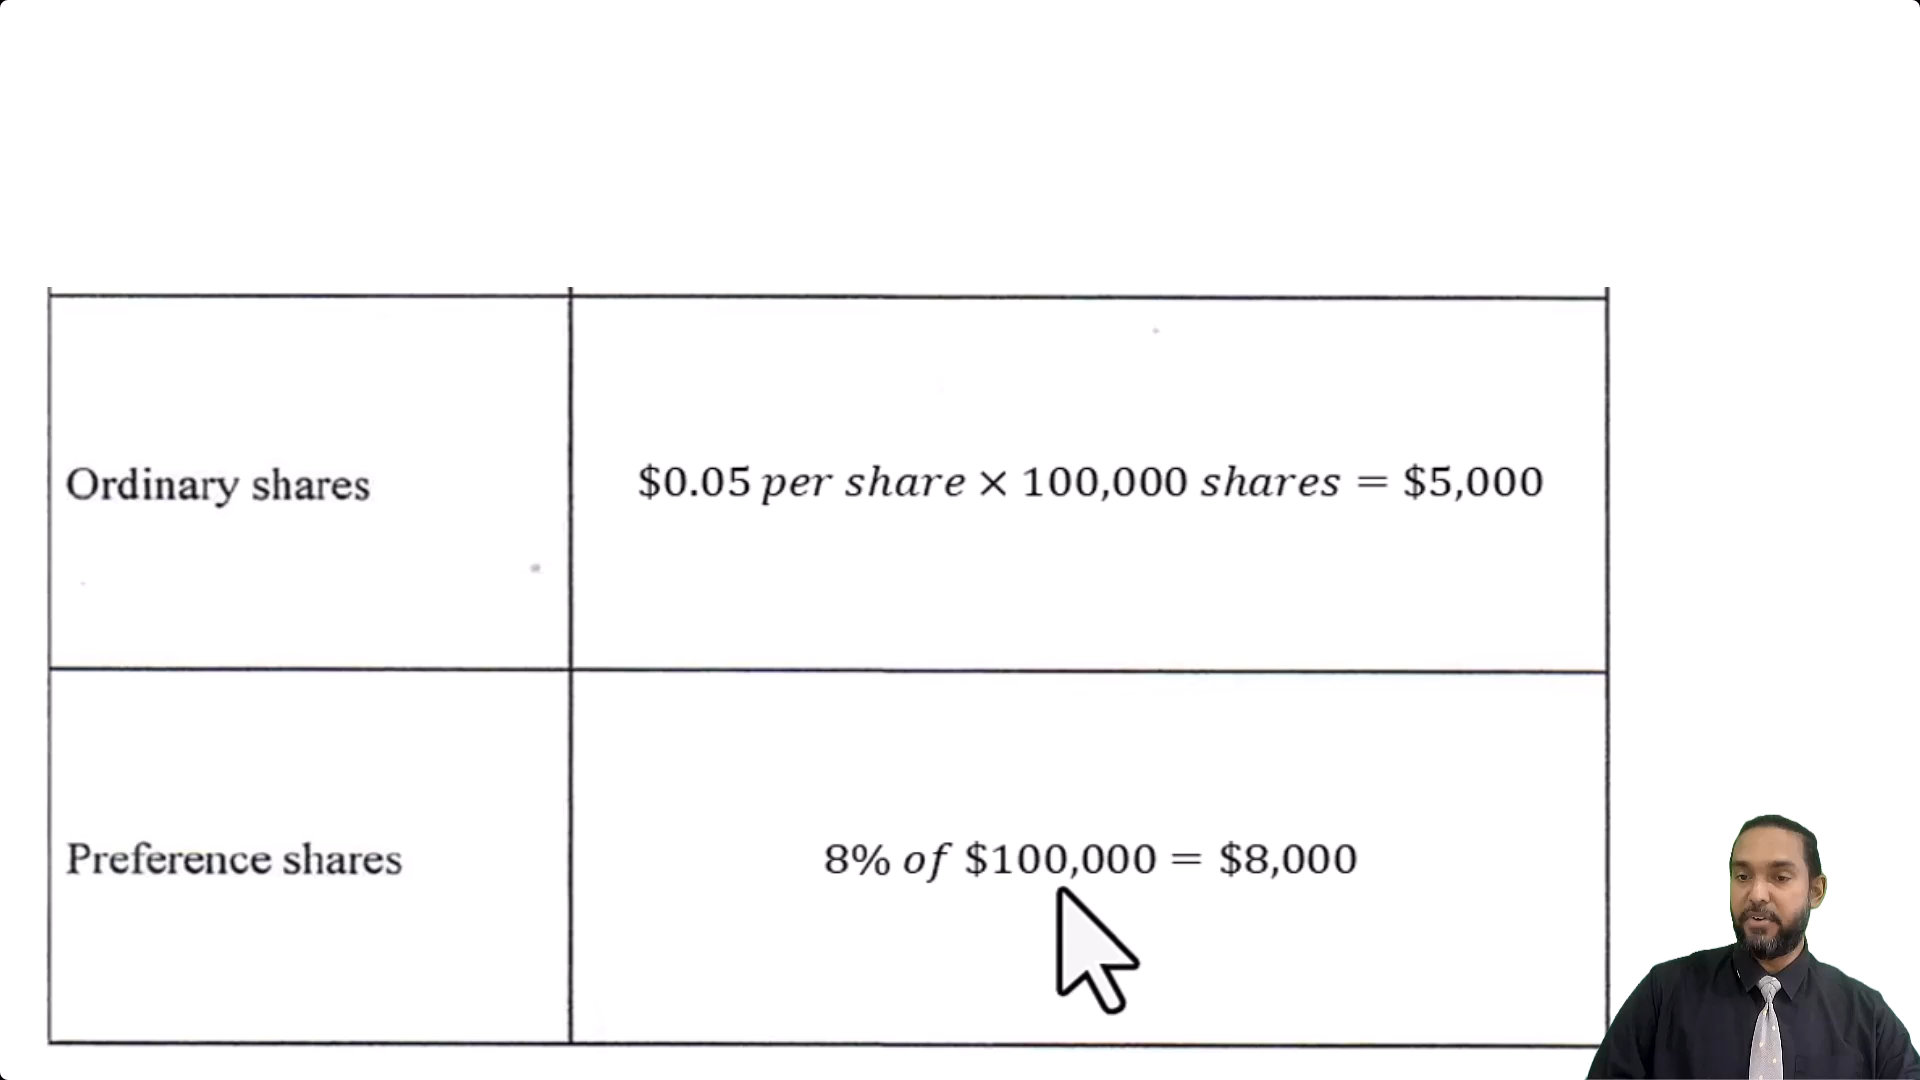 Ordinary shares
$0.05 per share × 100,000 shares = $5,000
Preference shares
8% of $100,000 = $8,000